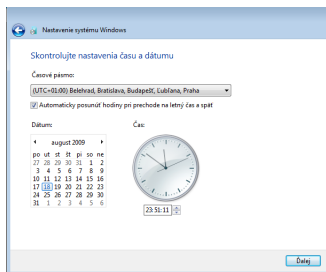 Nastavenie systému Windows
Skontrolujte nastavenia času a dátumu
Časové pásmo:
(UTC+01:00) Belehrad, Bratislava, Budapešť, Ľubľana, Praha
Automaticky posunúť hodiny pri prechode na letný čas a späť
Dátum: Čas:
august 2009
po ut st št pi so ne
27 28 29 30 31 1 2
3 4 5 6 7 8 9
10 11 12 13 14 15 16
17 18 19 20 21 22 23
24 25 26 27 28 29 30
31 1 2 3 4 5 6
23:51:11
Ďalej